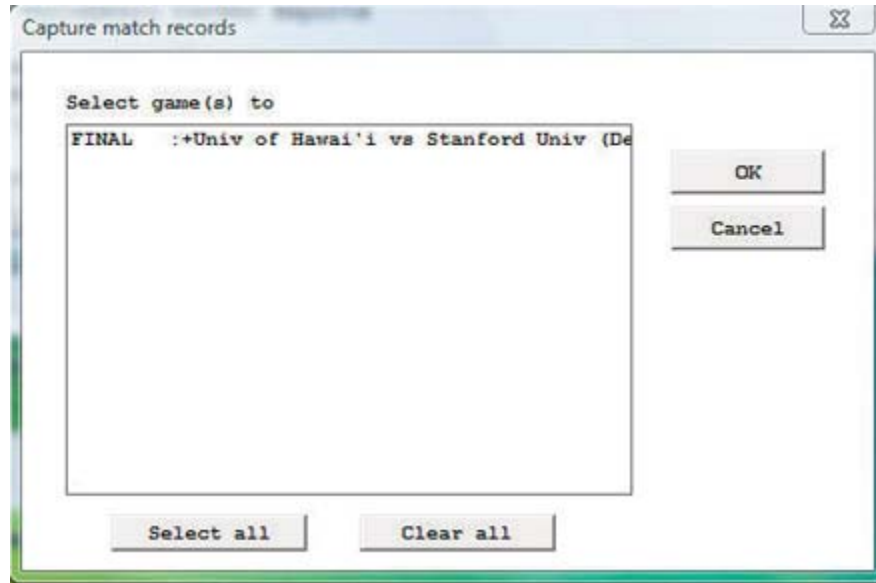 Capture match records
Select game(s) to
FINAL :+Univ of Hawai'i vs Stanford Univ (De
OK
Cancel
Select all
Clear all